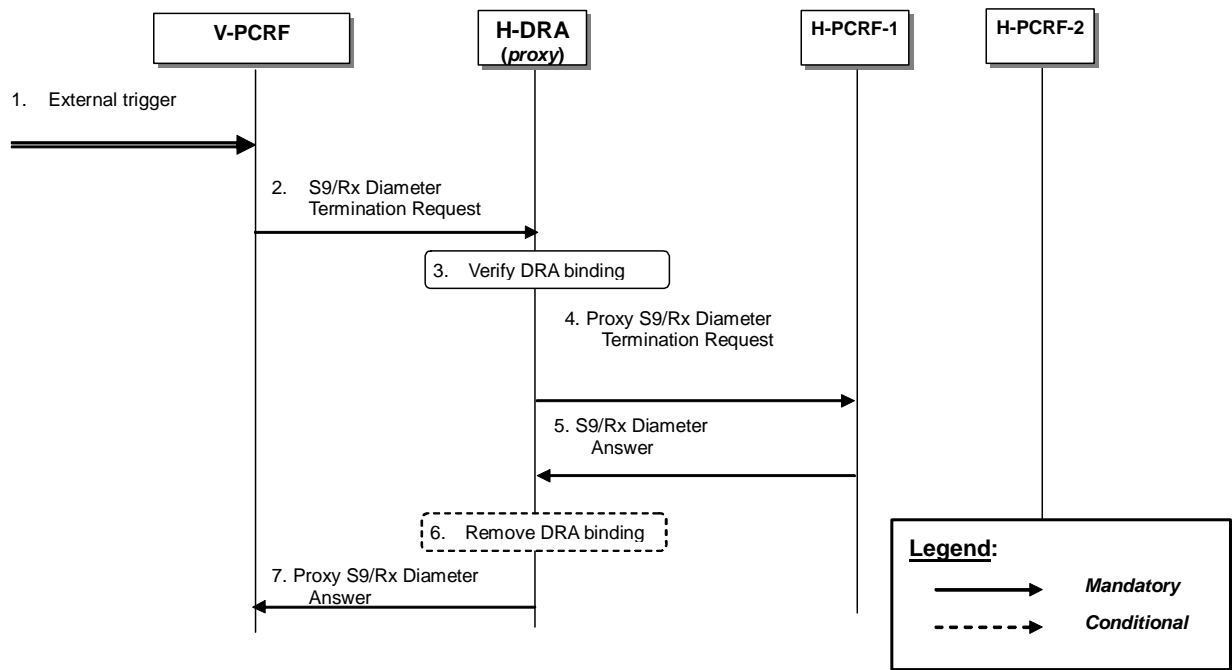 V-PCRF
H-DRA
(proxy)
H-PCRF-1
H-PCRF-2
1. External trigger
2. S9/Rx Diameter
Termination Request
3. Verify DRA binding
4. Proxy S9/Rx Diameter
Termination Request
5. S9/Rx Diameter
Answer
6. Remove DRA binding
7. Proxy S9/Rx Diameter
Answer
Legend:
Mandatory
Conditional